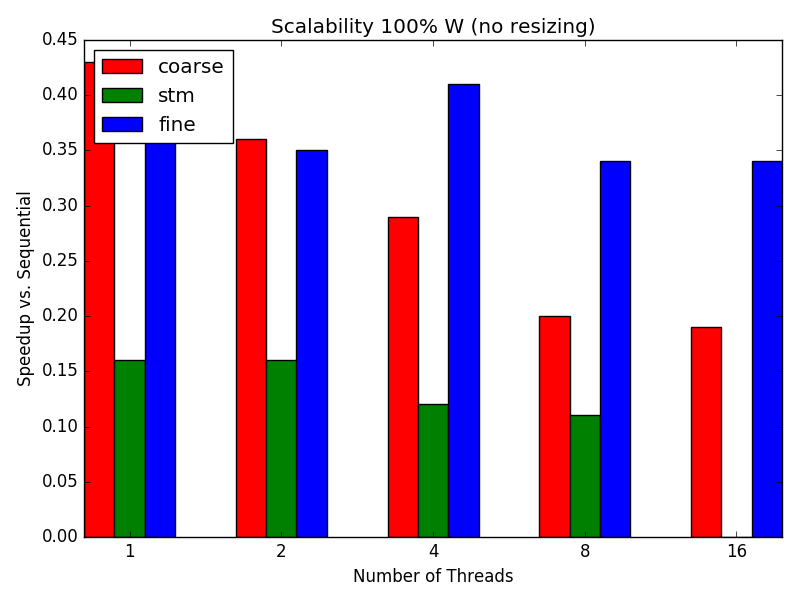 Scalability 100% W (no resizing)
0.45
0.40
0.35
0.30
0.25
0.20
0.15
0.10
0.05
0.00
Speedup vs. Sequential
coarse
stm
fine
1 2 4 8 16
Number of Threads